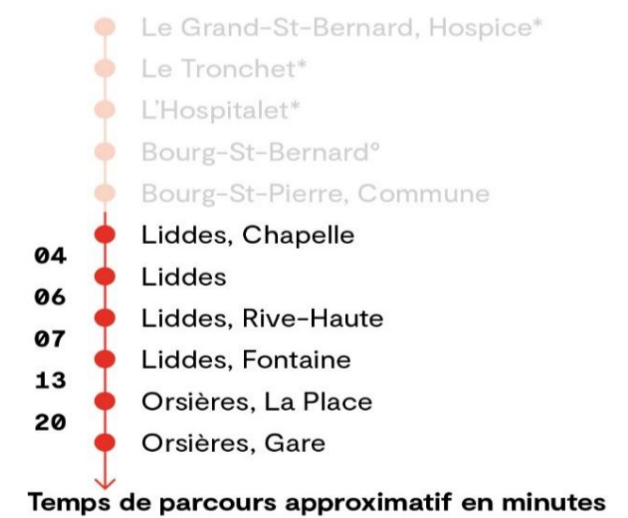 Le Grand-St-Bernard, Hospice*
Le Tronchet*
L'Hospitalet*
Bourg-St-Bernard°
Bourg-St-Pierre, Commune
Liddes, Chapelle
04
Liddes
06
Liddes, Rive-Haute
07
Liddes, Fontaine
13
Orsières, La Place
20
Orsières, Gare
Temps de parcours approximatif en minutes